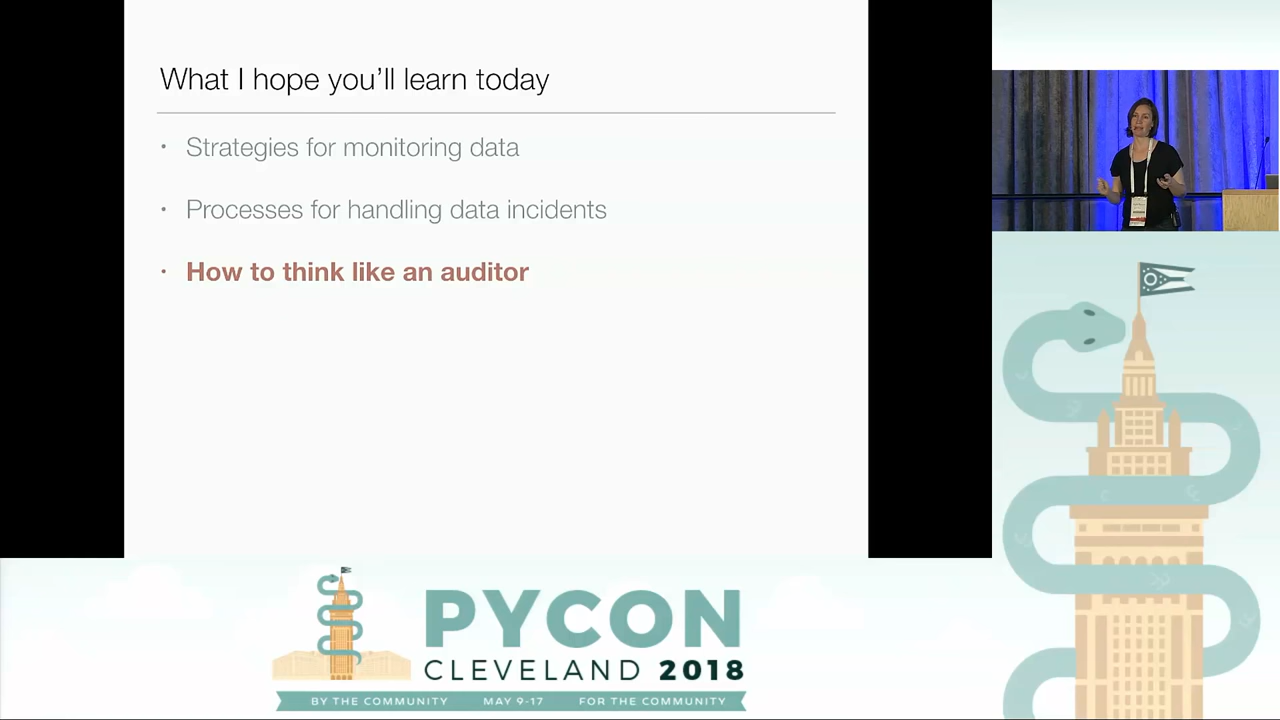 What I hope you'll learn today
• Strategies for monitoring data
• Processes for handling data incidents
• How to think like an auditor
PYCON
CLEVELAND 2018
BY THE COMMUNITY MAY 9-17 FOR THE COMMUNITY